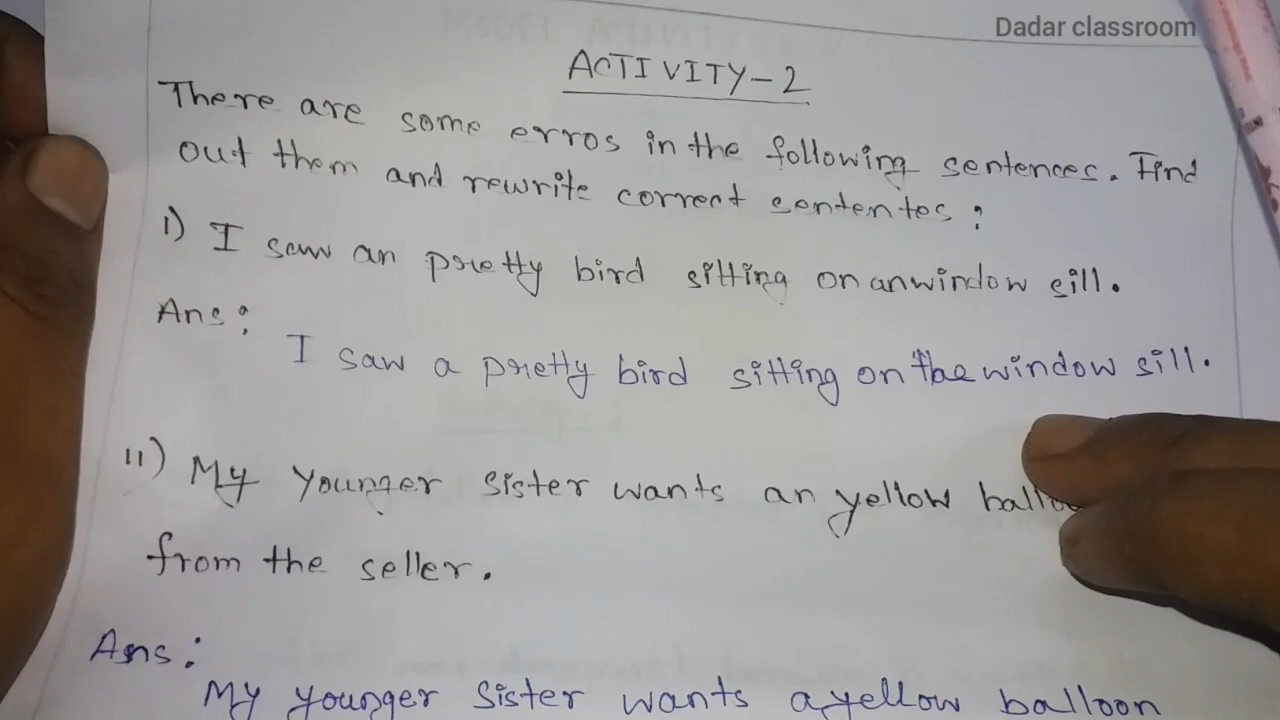 Dadar classroom
ACTIVITY-2
There are some erros in the following sentences. Find
out them and rewrite correct sententes:
i) I saw an pretty bird sitting on an window sill.
Ans:
I saw a pretty bird sitting on the window sill.
ii) My younger sister wants an yellow
from the seller.
Ans:
My younger sister wants a yellow balloon